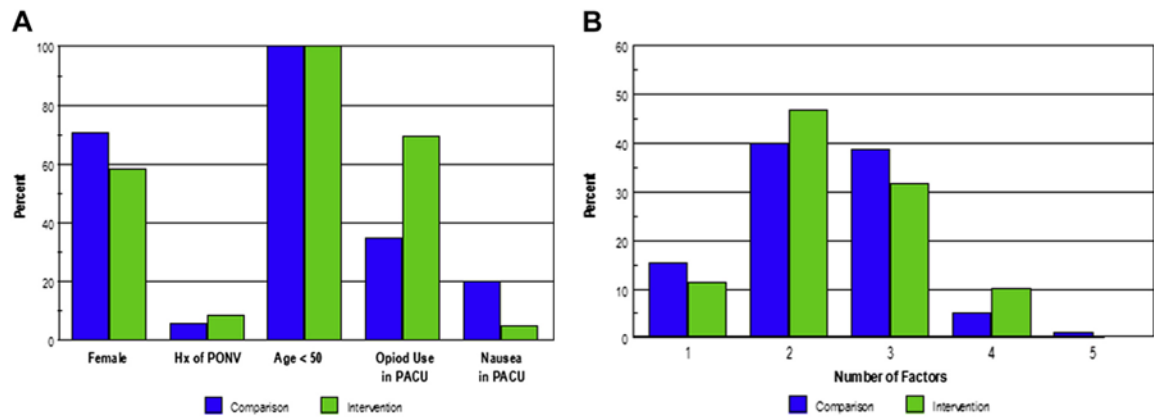 A
100
80
60
40
20
0
Percent
Female
Hx of PONV
Age < 50
Opiod Use
in PACU
Nausea
in PACU
Comparison
Intervention
B
60
50
40
30
20
10
0
Percent
1
2
3
4
5
Number of Factors
Comparison
Intervention